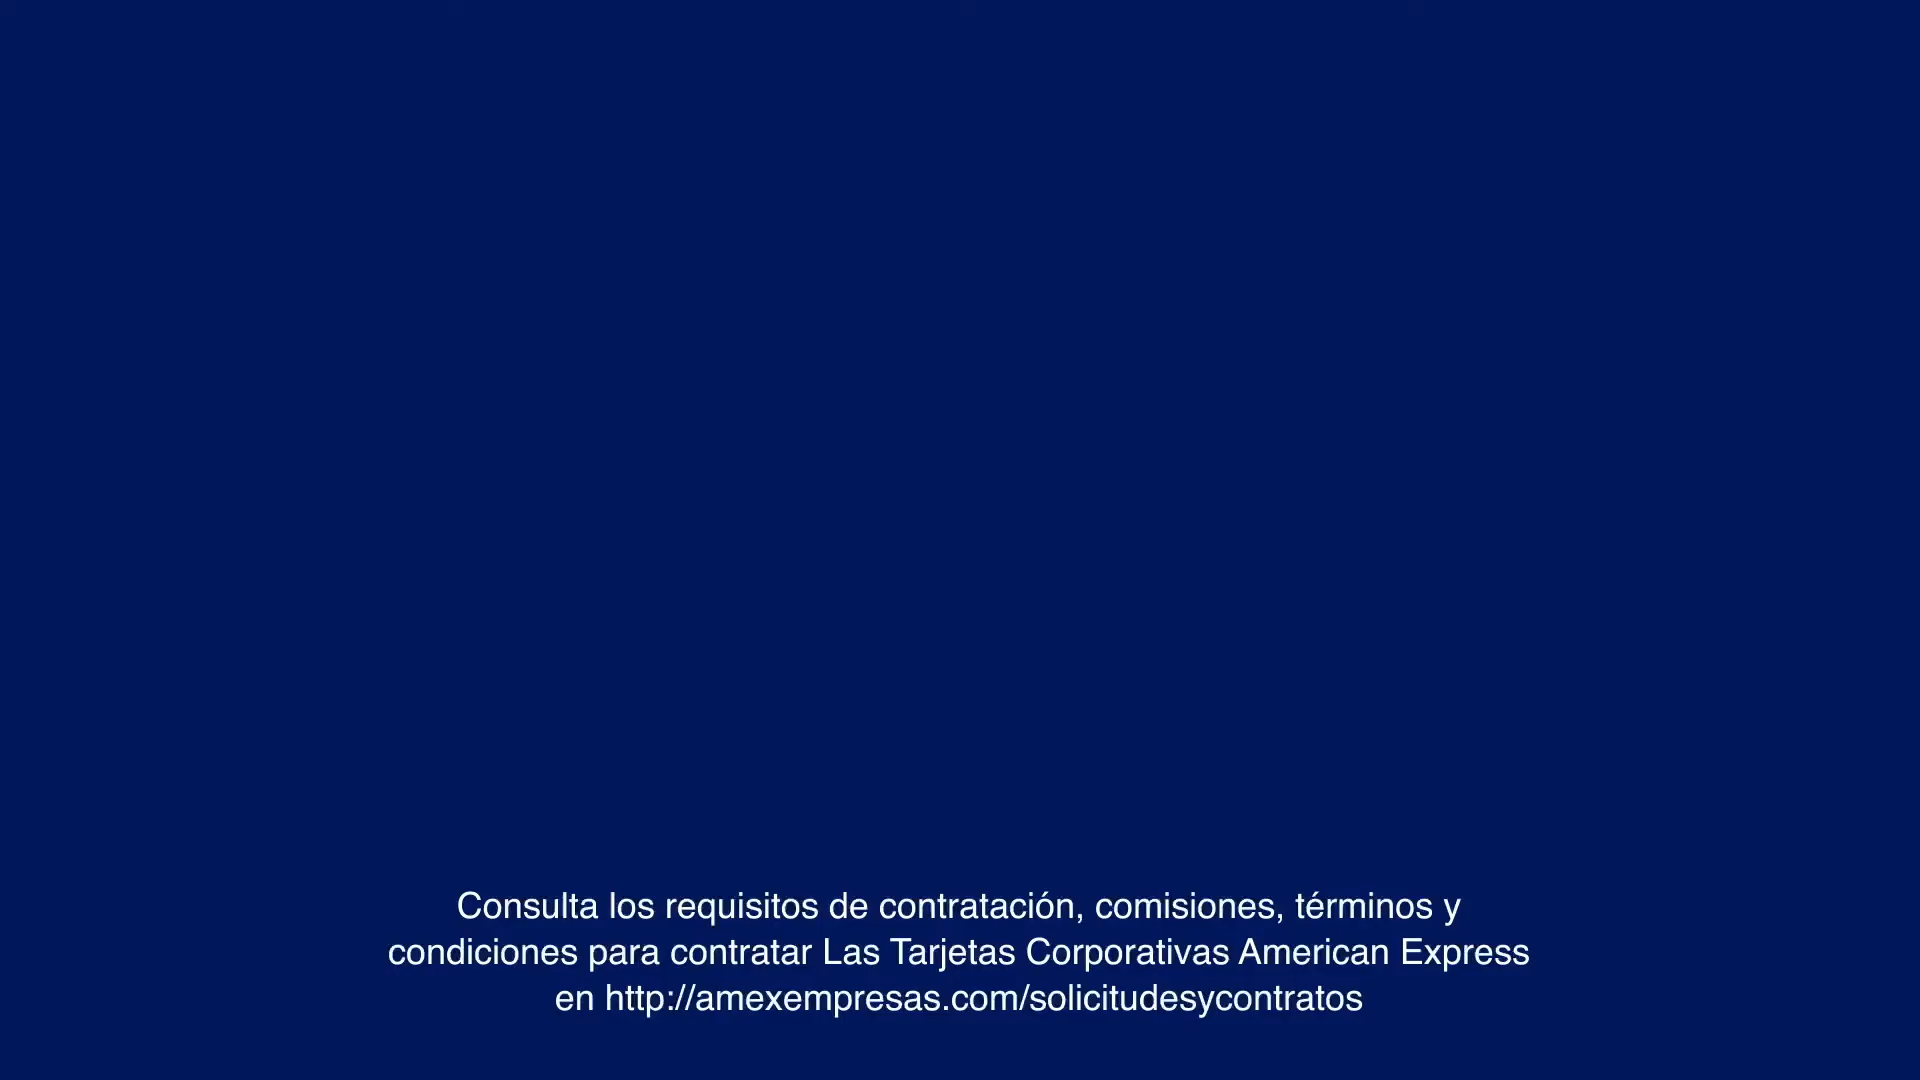 Consulta los requisitos de contratación, comisiones, términos y
condiciones para contratar Las Tarjetas Corporativas American Express
en http://amexempresas.com/solicitudesycontratos